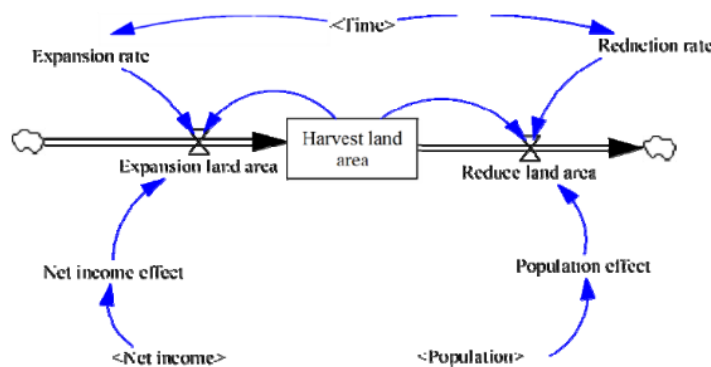 <Time>
Expansion rate
Reduction rate
Harvest land
area
Expansion land area
Reduce land area
Net income effect
Population effect
<Net income>
<Population>